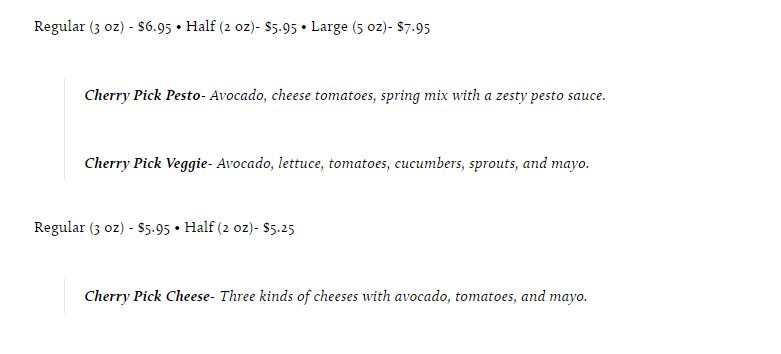 Regular (3 oz) - $6.95 • Half (2 oz)- $5.95 • Large (5 oz)- $7.95
Cherry Pick Pesto- Avocado, cheese tomatoes, spring mix with a zesty pesto sauce.
Cherry Pick Veggie- Avocado, lettuce, tomatoes, cucumbers, sprouts, and mayo.
Regular (3 oz) - $5.95 • Half (2 oz)- $5.25
Cherry Pick Cheese- Three kinds of cheeses with avocado, tomatoes, and mayo.